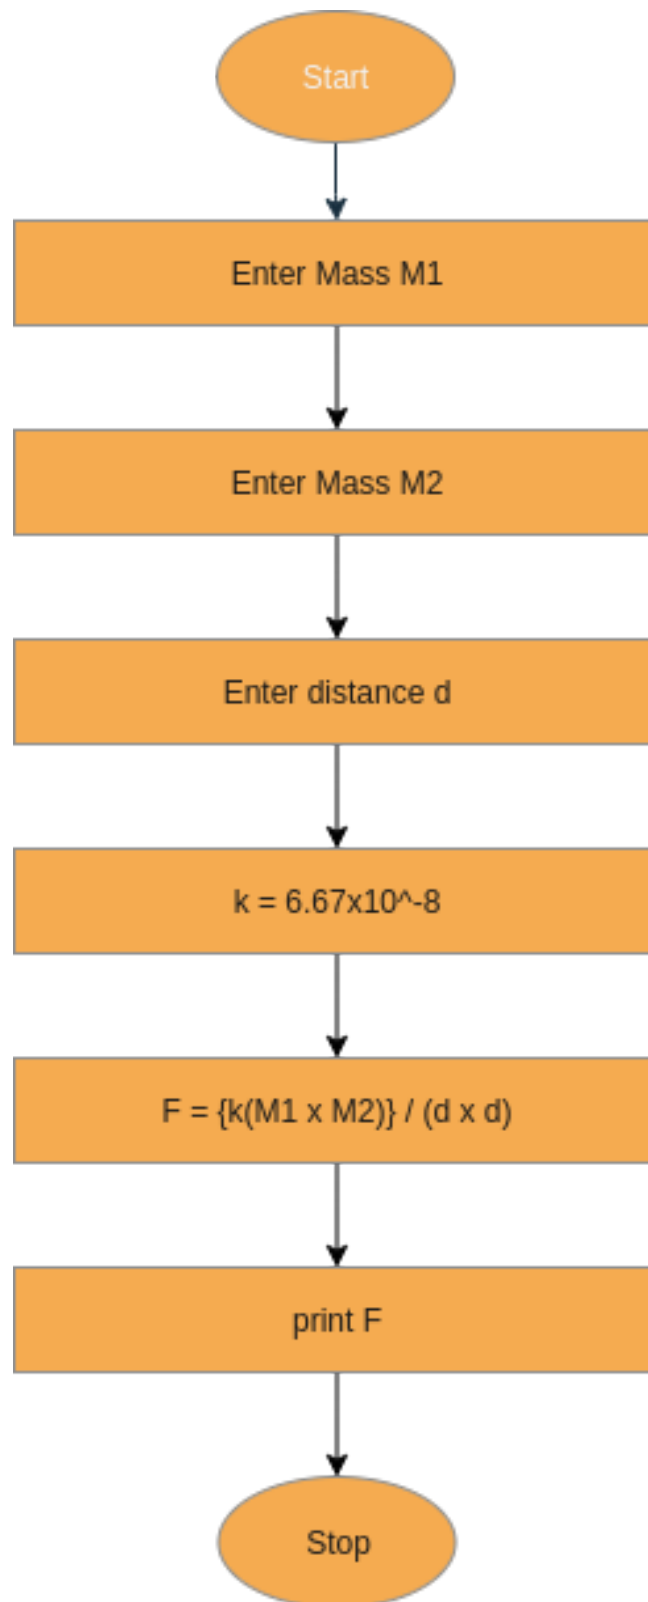 Start
Enter Mass M1
Enter Mass M2
Enter distance d
k = 6.67x10^-8
F = {k(M1 x M2)} / (d x d)
print F
Stop